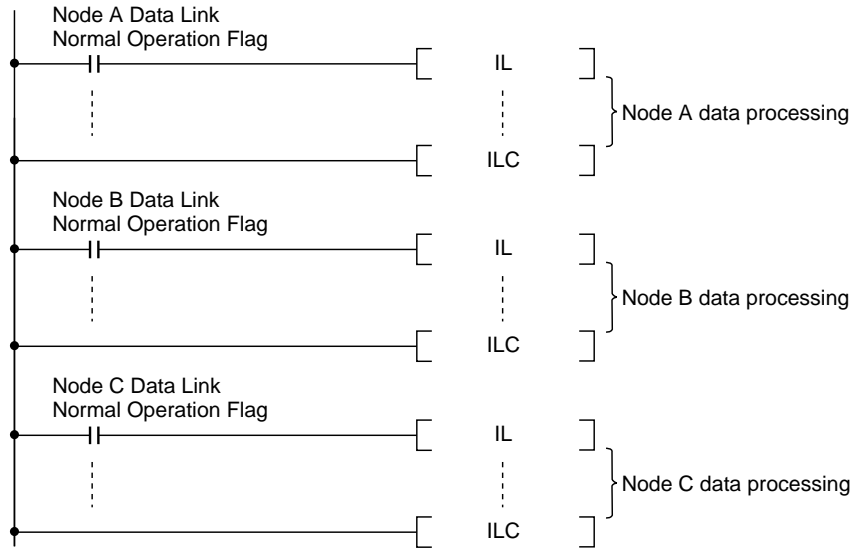 Node A Data Link
Normal Operation Flag
IL
Node A data processing
ILC
Node B Data Link
Normal Operation Flag
IL
Node B data processing
ILC
Node C Data Link
Normal Operation Flag
IL
Node C data processing
ILC